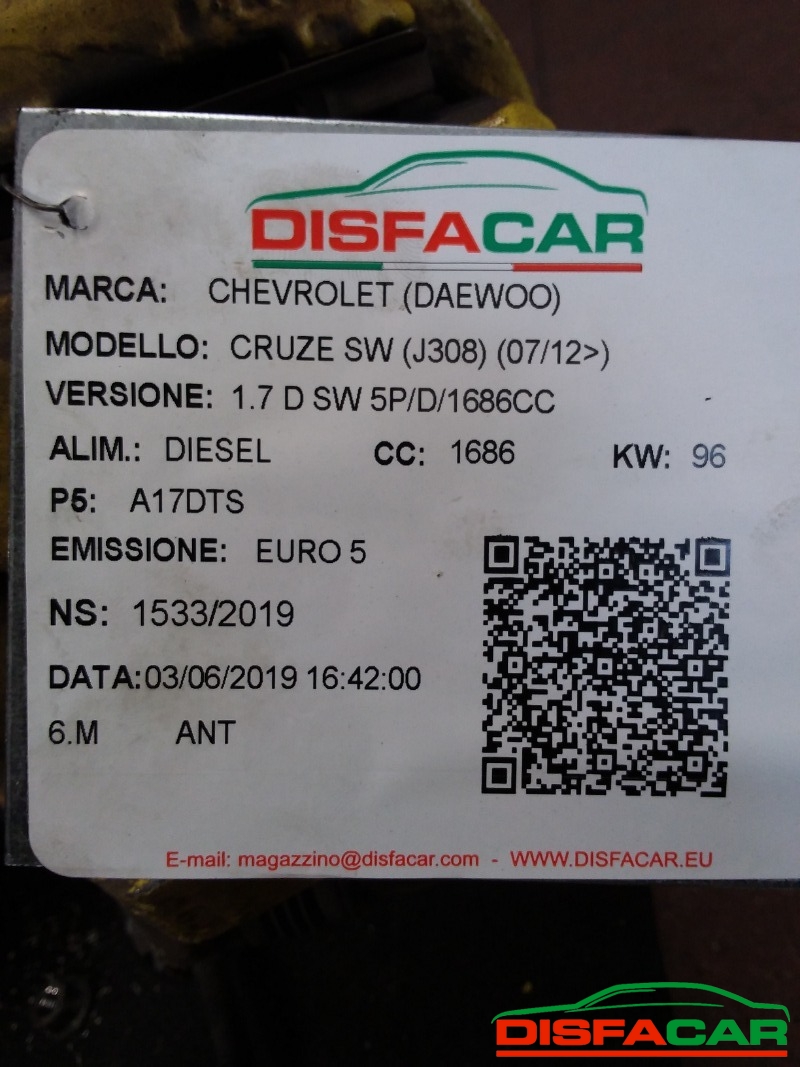 DISFACAR
MARCA: CHEVROLET (DAEWOO)
MODELLO: CRUZE SW (J308) (07/12>)
VERSIONE: 1.7 D SW 5P/D/1686CC
ALIM.: DIESEL CC: 1686 KW: 96
P5: A17DTS
EMISSIONE: EURO 5
NS: 1533/2019
DATA:03/06/2019 16:42:00
6.M ANT
E-mail: magazzino@disfacar.com - WWW.DISFACAR.EU
DISFACAR